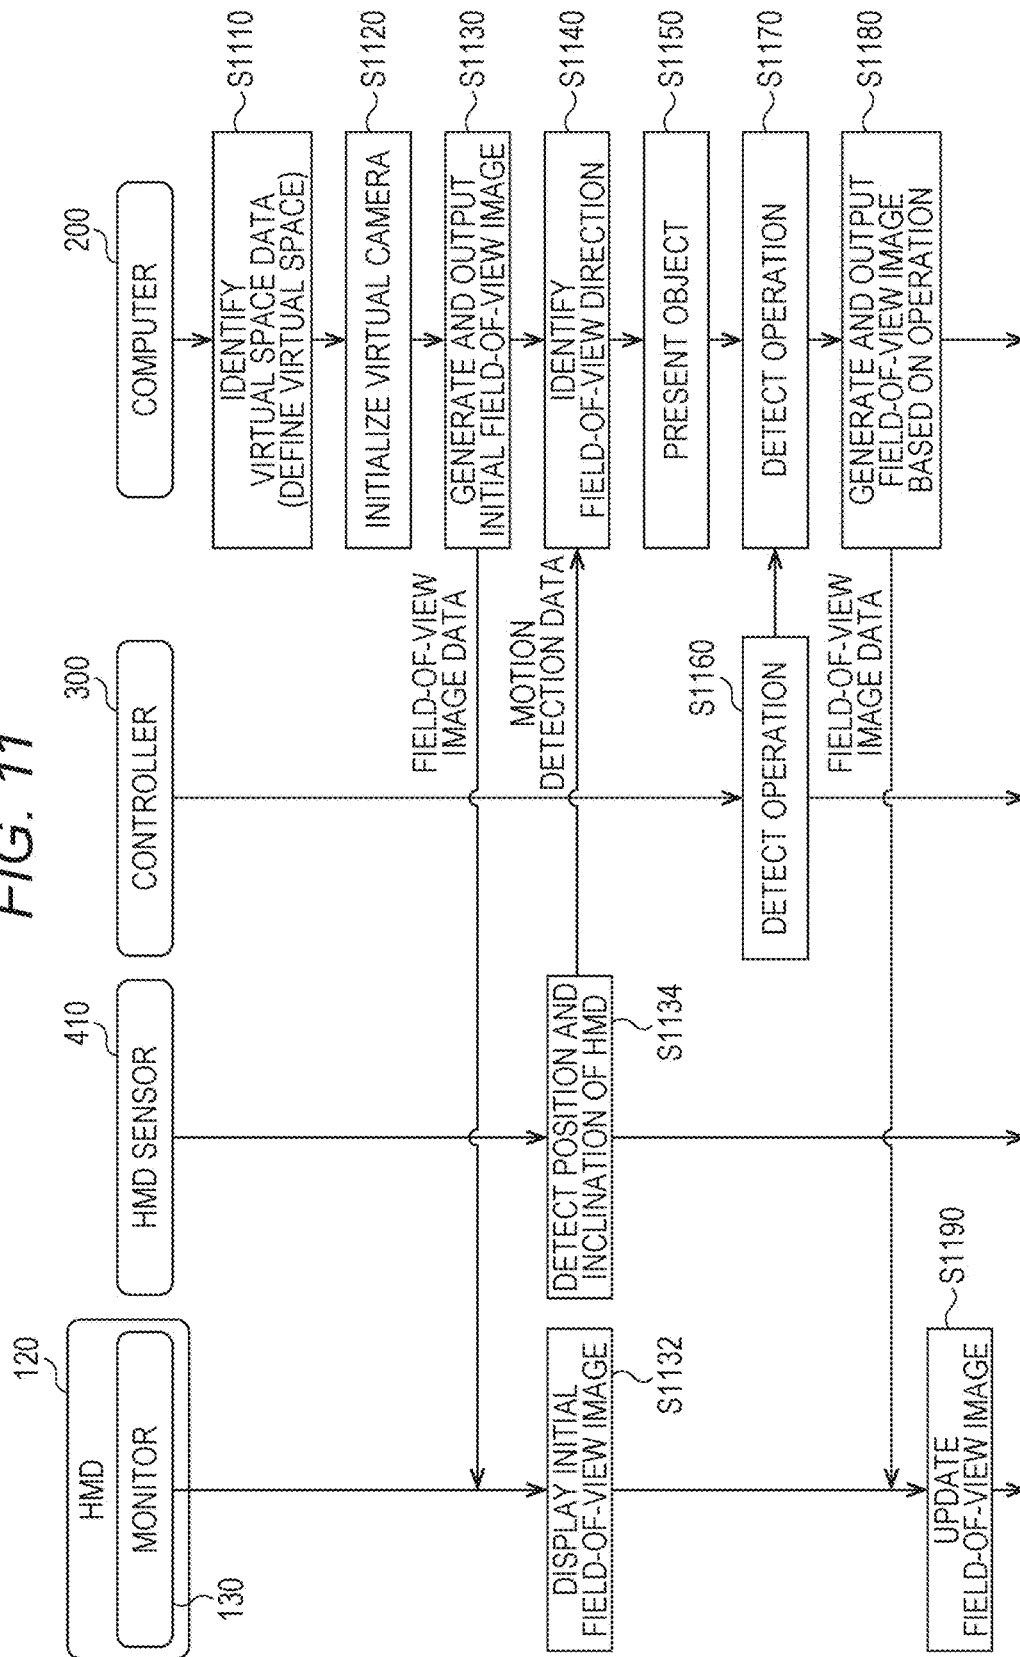 FIG. 11
120
HMD
MONITOR
130
410
HMD SENSOR
300
CONTROLLER
200
COMPUTER
IDENTIFY
VIRTUAL SPACE DATA
(DEFINE VIRTUAL SPACE)
S1110
INITIALIZE VIRTUAL CAMERA
S1120
GENERATE AND OUTPUT
INITIAL FIELD-OF-VIEW IMAGE
S1130
FIELD-OF-VIEW
IMAGE DATA
DISPLAY INITIAL
FIELD-OF-VIEW IMAGE
S1132
DETECT POSITION AND
INCLINATION OF HMD
S1134
MOTION
DETECTION DATA
IDENTIFY
FIELD-OF-VIEW DIRECTION
S1140
PRESENT OBJECT
S1150
DETECT OPERATION
S1160
DETECT OPERATION
S1170
GENERATE AND OUTPUT
FIELD-OF-VIEW IMAGE
BASED ON OPERATION
S1180
FIELD-OF-VIEW
IMAGE DATA
UPDATE
FIELD-OF-VIEW IMAGE
S1190